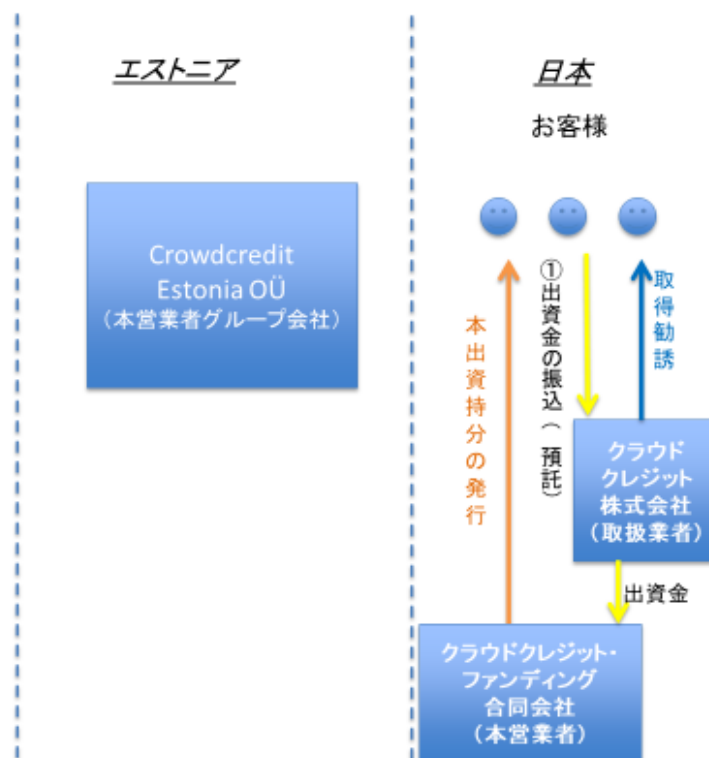 エストニア
日本
お客様
Crowdcredit
Estonia OÜ
（本営業者グループ会社）
本出資持分の発行
①出資金の振込（預託）
取得勧誘
クラウド
クレジット
株式会社
（取扱業者）
出資金
クラウドクレジット・
ファンディング
合同会社
（本営業者）